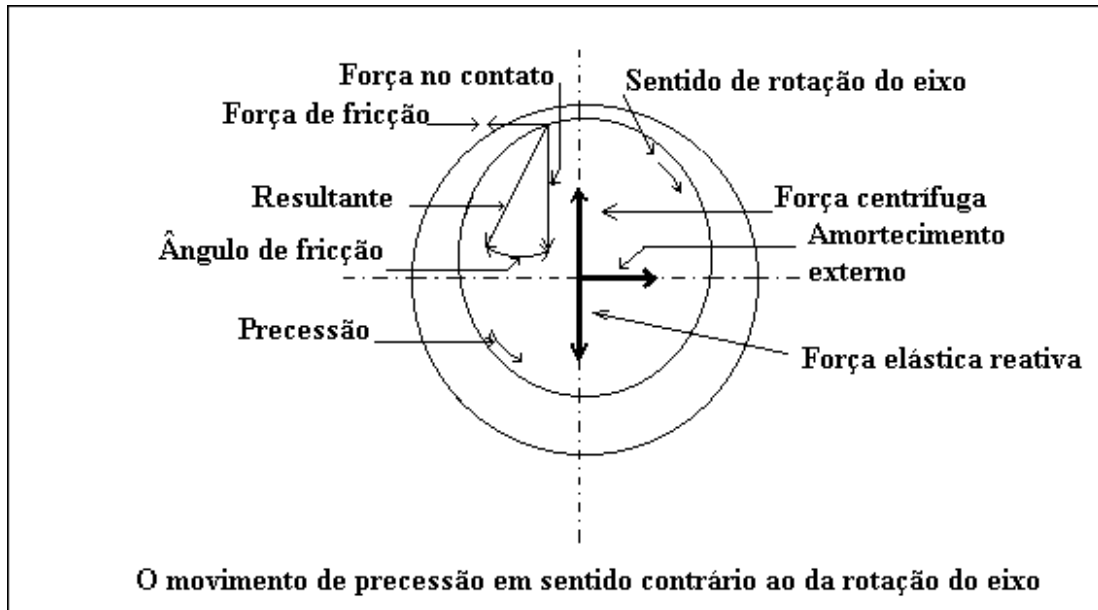 Força no contato
Sentido de rotação do eixo
Força de fricção
Resultante
Força centrífuga
Ângulo de fricção
Amortecimento
externo
Precessão
Força elástica reativa
O movimento de precessão em sentido contrário ao da rotação do eixo